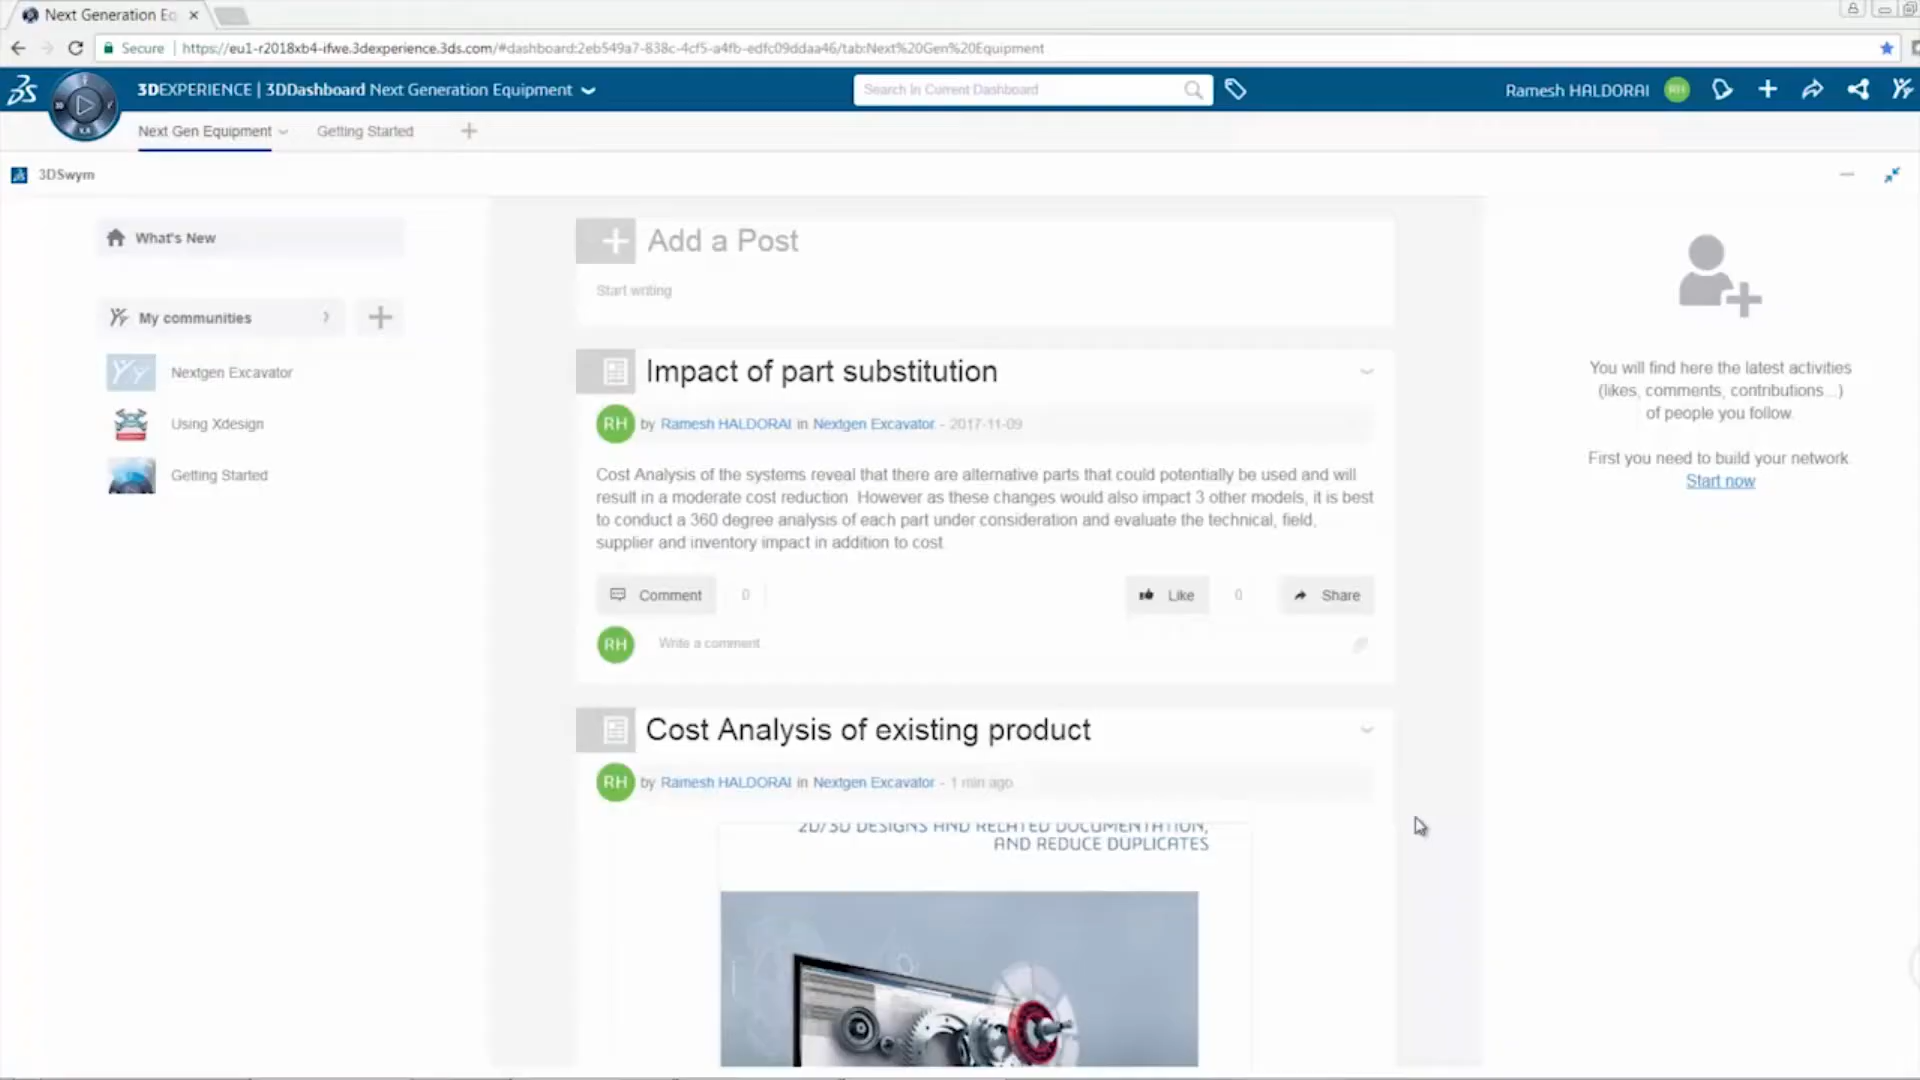 Next Generation Eq
Secure https://eu1-r2018xb4-ifwe.3dexperience.3ds.com/#dashboard:2eb549a7-838c-4cf5-a4fb-edfc09ddaa46/tab:Next%20Gen%20Equipment
3DEXPERIENCE | 3DDashboard Next Generation Equipment
Search In Current Dashboard
Ramesh HALDORAI RH
Next Gen Equipment
Getting Started
3DSwym
What's New
My communities
Nextgen Excavator
Using Xdesign
Getting Started
Add a Post
Start writing
Impact of part substitution
RH by Ramesh HALDORAI in Nextgen Excavator - 2017-11-09
Cost Analysis of the systems reveal that there are alternative parts that could potentially be used and will
result in a moderate cost reduction. However as these changes would also impact 3 other models, it is best
to conduct a 360 degree analysis of each part under consideration and evaluate the technical, field,
supplier and inventory impact in addition to cost.
Comment 0
Like 0
Share
RH Write a comment
Cost Analysis of existing product
RH by Ramesh HALDORAI in Nextgen Excavator - 1 min ago
2D/3D DESIGNS AND RELATED DOCUMENTATION,
AND REDUCE DUPLICATES
You will find here the latest activities
(likes, comments, contributions...)
of people you follow.
First you need to build your network.
Start now